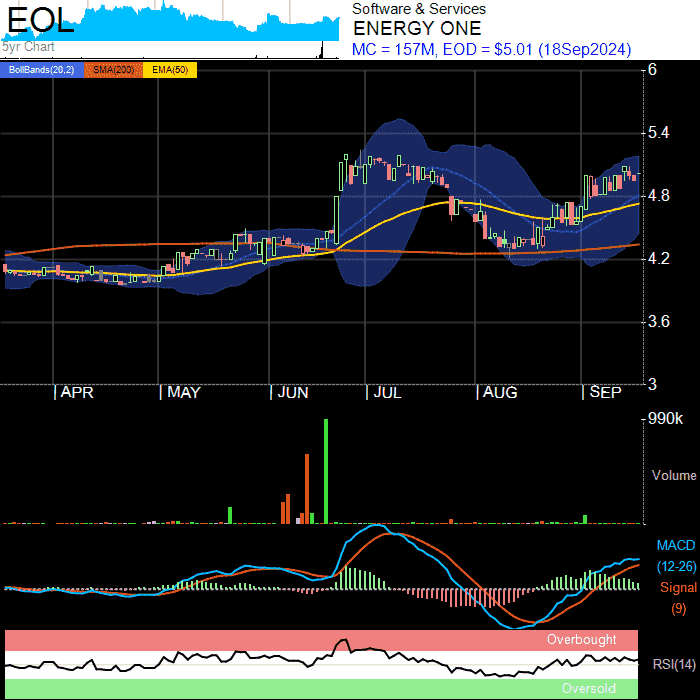 EOL
5yr Chart
Software & Services
ENERGY ONE
MC = 157M, EOD = $5.01 (18Sep2024)
BollBands(20,2) SMA(200) EMA(50)
6
5.4
4.8
4.2
3.6
3
APR MAY JUN JUL AUG SEP
990k
Volume
MACD
(12-26)
Signal
(9)
Overbought
RSI(14)
Oversold